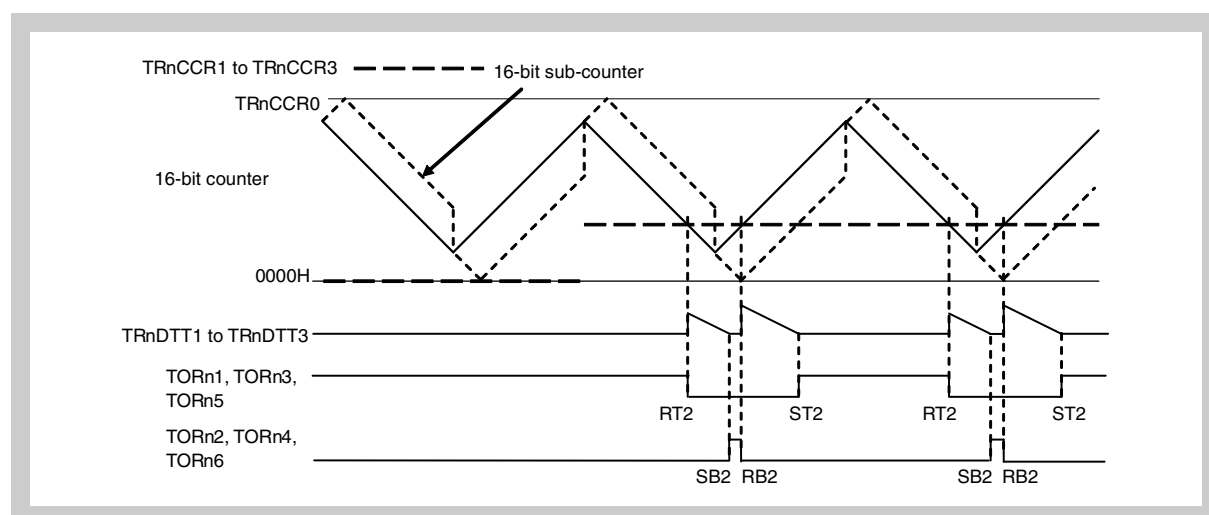 TRnCCR1 to TRnCCR3
16-bit sub-counter
TRnCCR0
16-bit counter
0000H
TRnDTT1 to TRnDTT3
TORn1, TORn3,
TORn5
RT2 ST2 RT2 ST2
TORn2, TORn4,
TORn6
SB2 RB2 SB2 RB2